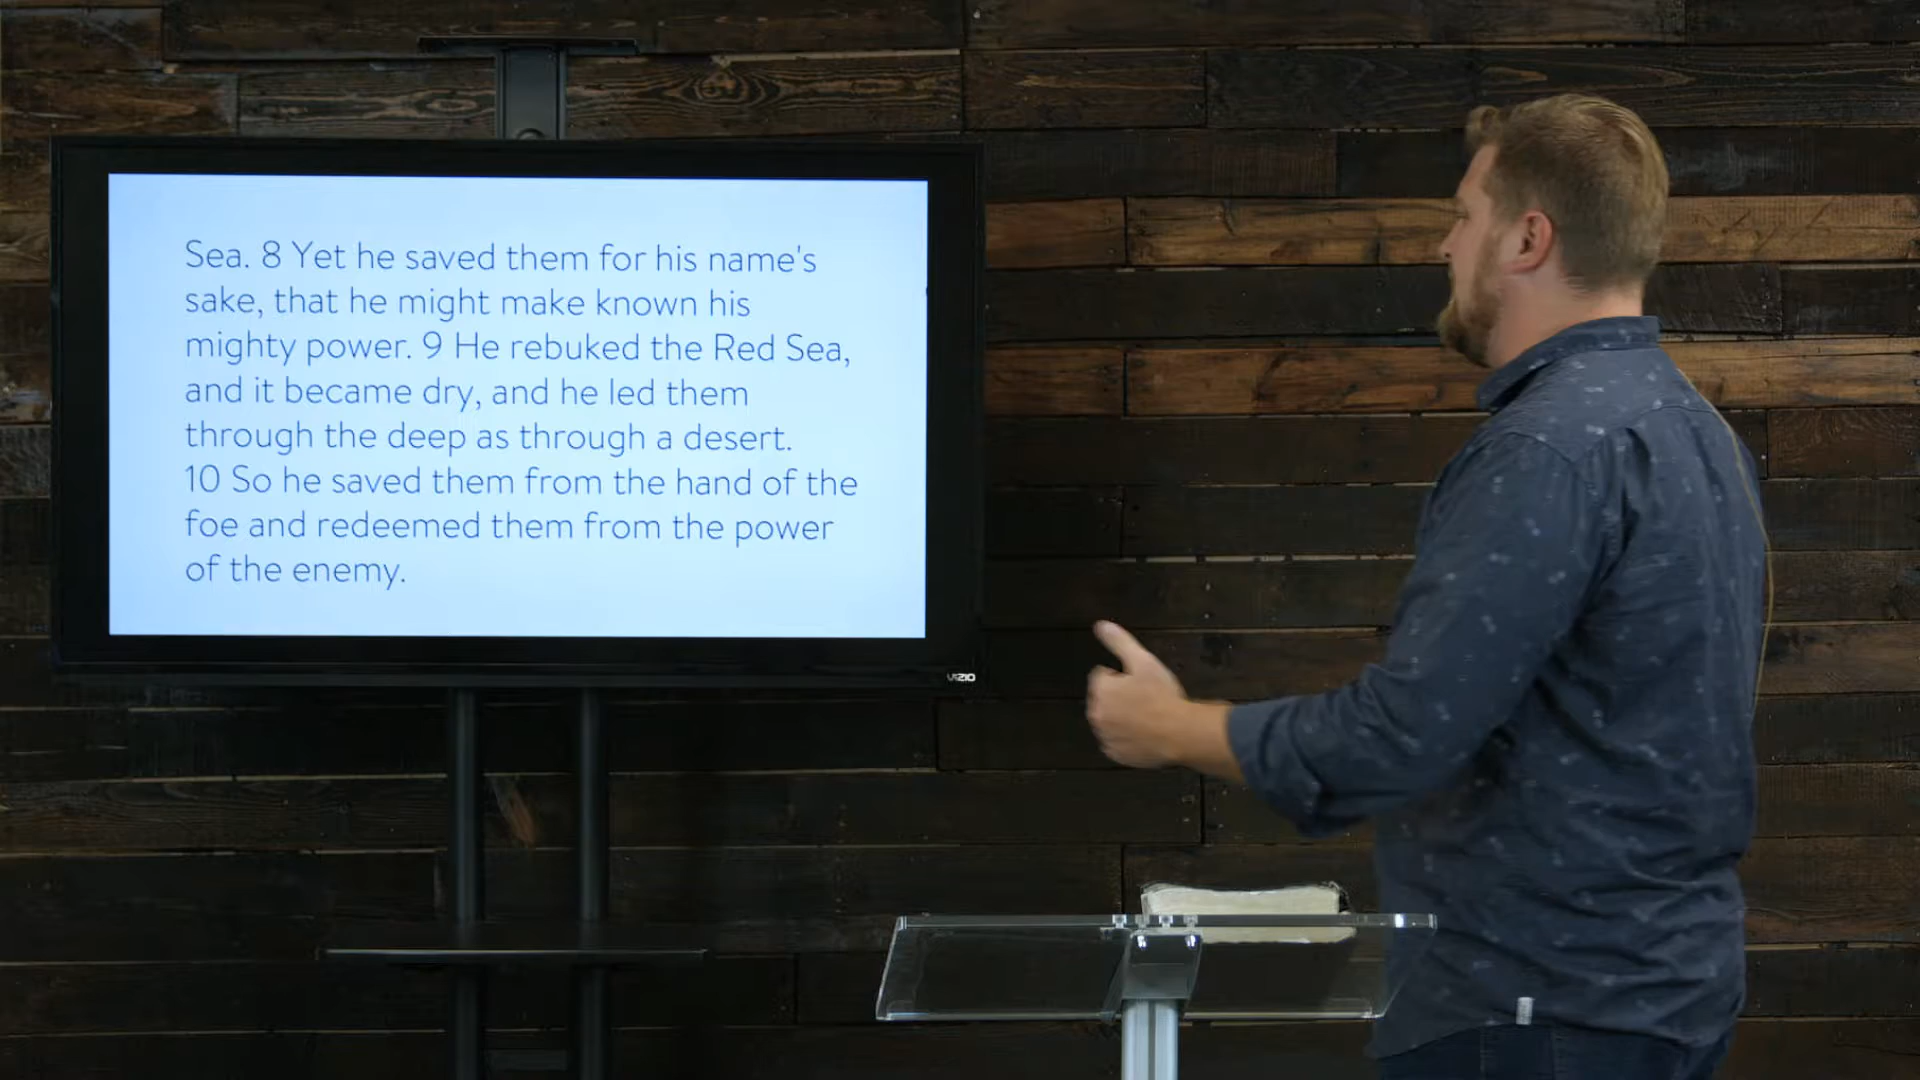 Sea. 8 Yet he saved them for his name's
sake, that he might make known his
mighty power. 9 He rebuked the Red Sea,
and it became dry, and he led them
through the deep as through a desert.
10 So he saved them from the hand of the
foe and redeemed them from the power
of the enemy.
VIZIO